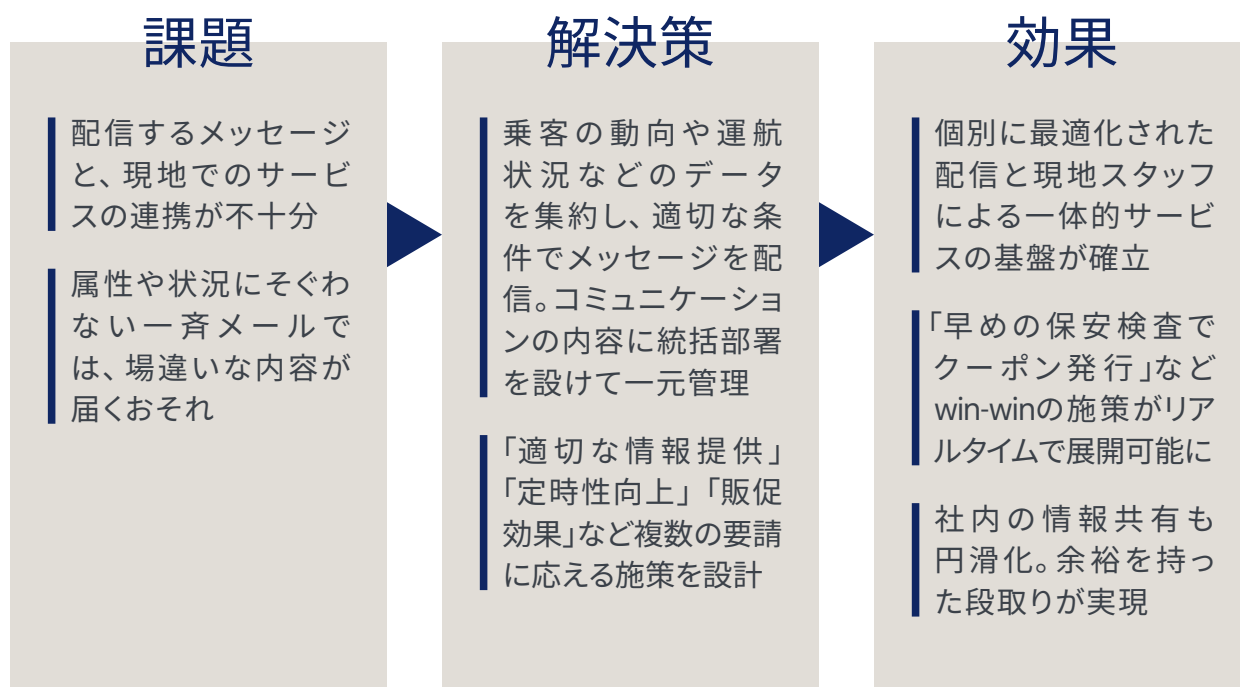 課題
配信するメッセージ
と、現地でのサービ
スの連携が不十分
属性や状況にそぐわ
ない一斉メールで
は、場違いな内容が
届くおそれ
解決策
乗客の動向や運航
状況などのデータ
を集約し、適切な条
件でメッセージを配
信。コミュニケーショ
ンの内容に統括部署
を設けて一元管理
「適切な情報提供」
「定時性向上」「販促
効果」など複数の要請
に応える施策を設計
効果
個別に最適化された
配信と現地スタッフ
による一体的サービ
スの基盤が確立
「早めの保安検査で
クーポン発行」など
win-winの施策がリア
ルタイムで展開可能に
社内の情報共有も
円滑化。余裕を持っ
た段取りが実現